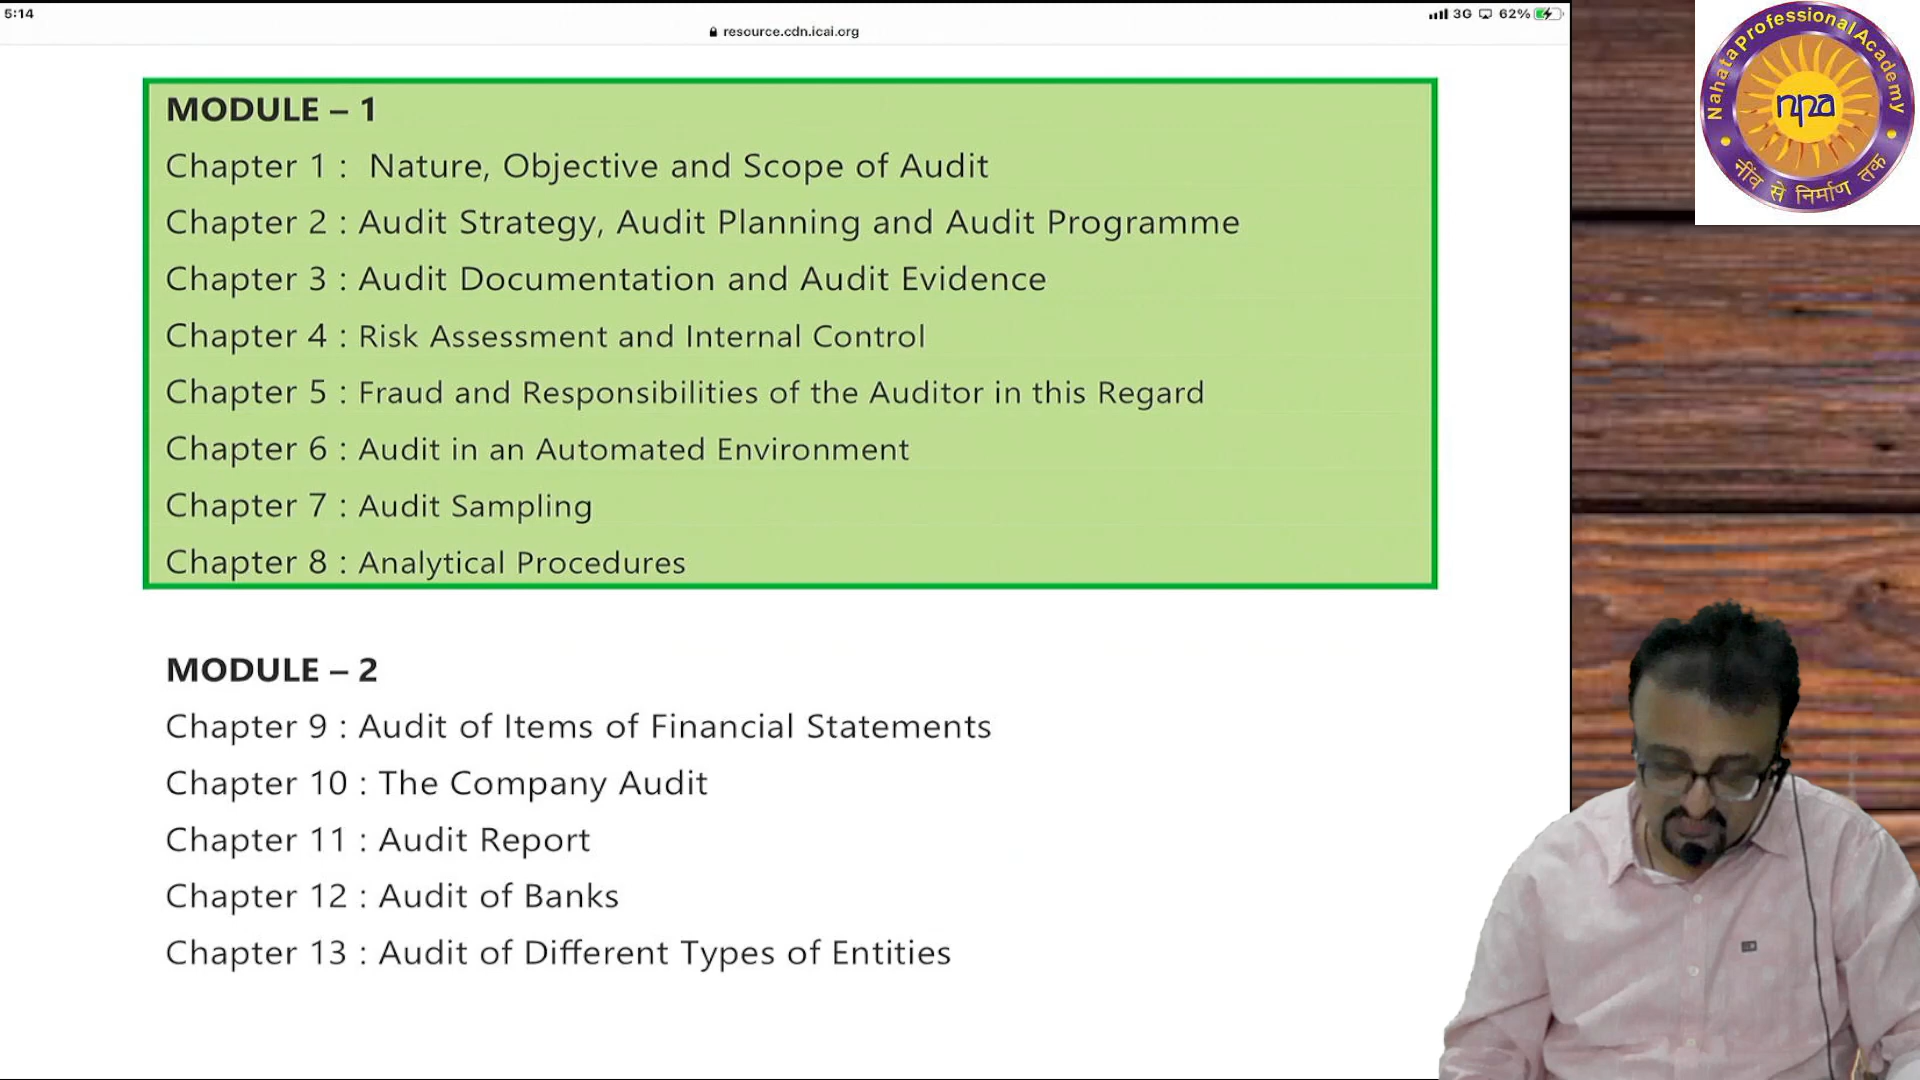 5:14
3G 62%
resource.cdn.icai.org
MODULE – 1
Chapter 1 : Nature, Objective and Scope of Audit
Chapter 2 : Audit Strategy, Audit Planning and Audit Programme
Chapter 3 : Audit Documentation and Audit Evidence
Chapter 4 : Risk Assessment and Internal Control
Chapter 5 : Fraud and Responsibilities of the Auditor in this Regard
Chapter 6 : Audit in an Automated Environment
Chapter 7 : Audit Sampling
Chapter 8 : Analytical Procedures
MODULE – 2
Chapter 9 : Audit of Items of Financial Statements
Chapter 10 : The Company Audit
Chapter 11 : Audit Report
Chapter 12 : Audit of Banks
Chapter 13 : Audit of Different Types of Entities
Nahata Professional Academy
npa
नींव से निर्माण तक